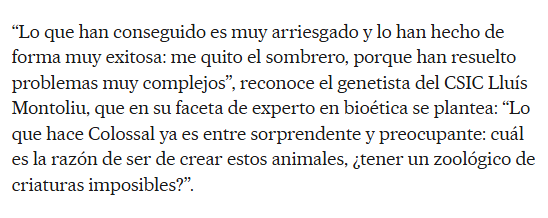 “Lo que han conseguido es muy arriesgado y lo han hecho de
forma muy exitosa: me quito el sombrero, porque han resuelto
problemas muy complejos”, reconoce el genetista del CSIC Lluís
Montoliu, que en su faceta de experto en bioética se plantea: “Lo
que hace Colossal ya es entre sorprendente y preocupante: cuál
es la razón de ser de crear estos animales, ¿tener un zoológico de
criaturas imposibles?”.